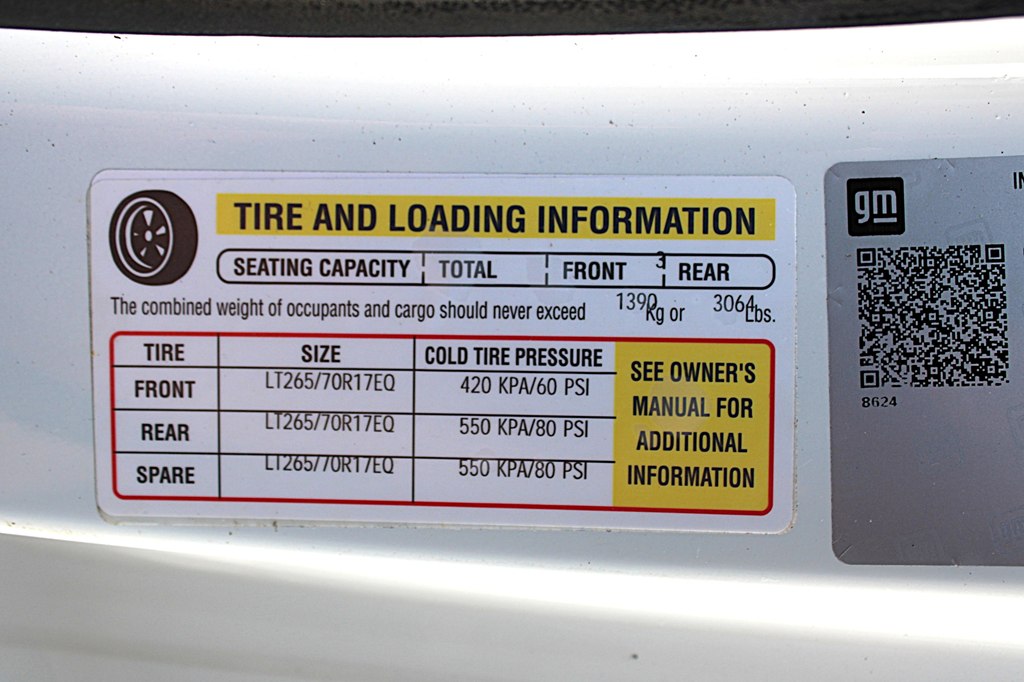 TIRE AND LOADING INFORMATION
SEATING CAPACITY TOTAL FRONT 3 REAR
The combined weight of occupants and cargo should never exceed 1390 Kg or 3064 Lbs.
TIRE SIZE COLD TIRE PRESSURE
FRONT LT265/70R17EQ 420 KPA/60 PSI
REAR LT265/70R17EQ 550 KPA/80 PSI
SPARE LT265/70R17EQ 550 KPA/80 PSI
SEE OWNER'S
MANUAL FOR
ADDITIONAL
INFORMATION
gm
8624